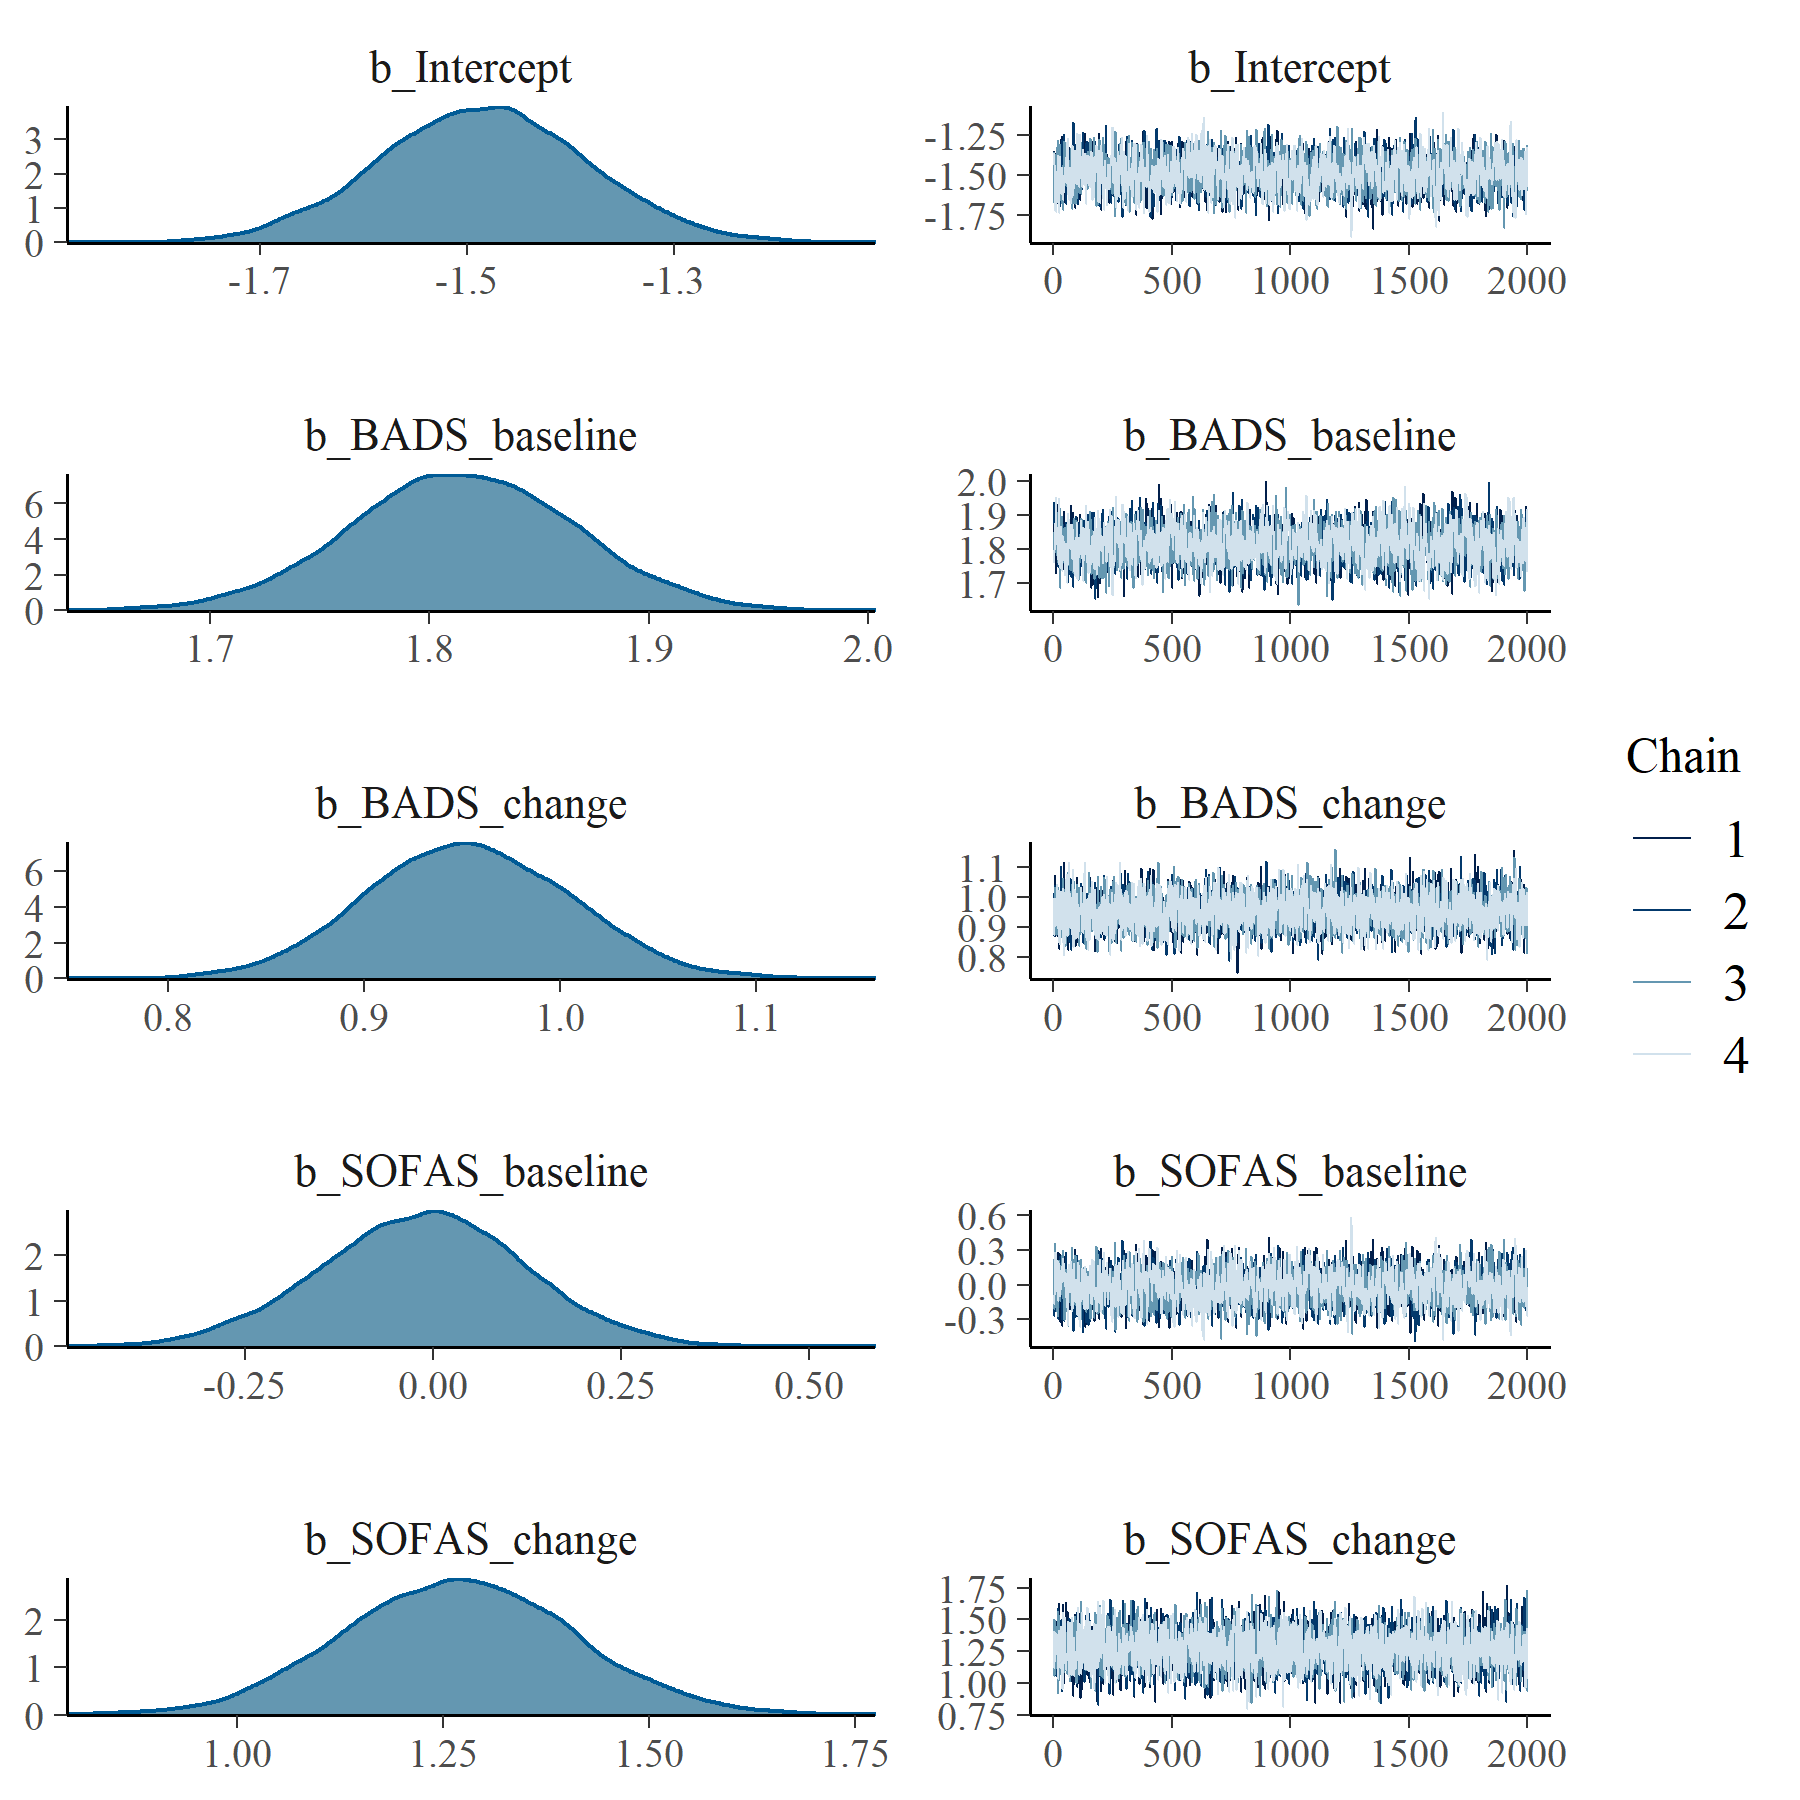 b_Intercept
3
2
1
0
-1.7 -1.5 -1.3
b_Intercept
-1.25
-1.50
-1.75
0 500 1000 1500 2000
b_BADS_baseline
6
4
2
0
1.7 1.8 1.9 2.0
b_BADS_baseline
2.0
1.9
1.8
1.7
0 500 1000 1500 2000
b_BADS_change
6
4
2
0
0.8 0.9 1.0 1.1
b_BADS_change
1.1
1.0
0.9
0.8
0 500 1000 1500 2000
b_SOFAS_baseline
2
1
0
-0.25 0.00 0.25 0.50
b_SOFAS_baseline
0.6
0.3
0.0
-0.3
0 500 1000 1500 2000
b_SOFAS_change
2
1
0
1.00 1.25 1.50 1.75
b_SOFAS_change
1.75
1.50
1.25
1.00
0.75
0 500 1000 1500 2000
Chain
1
2
3
4